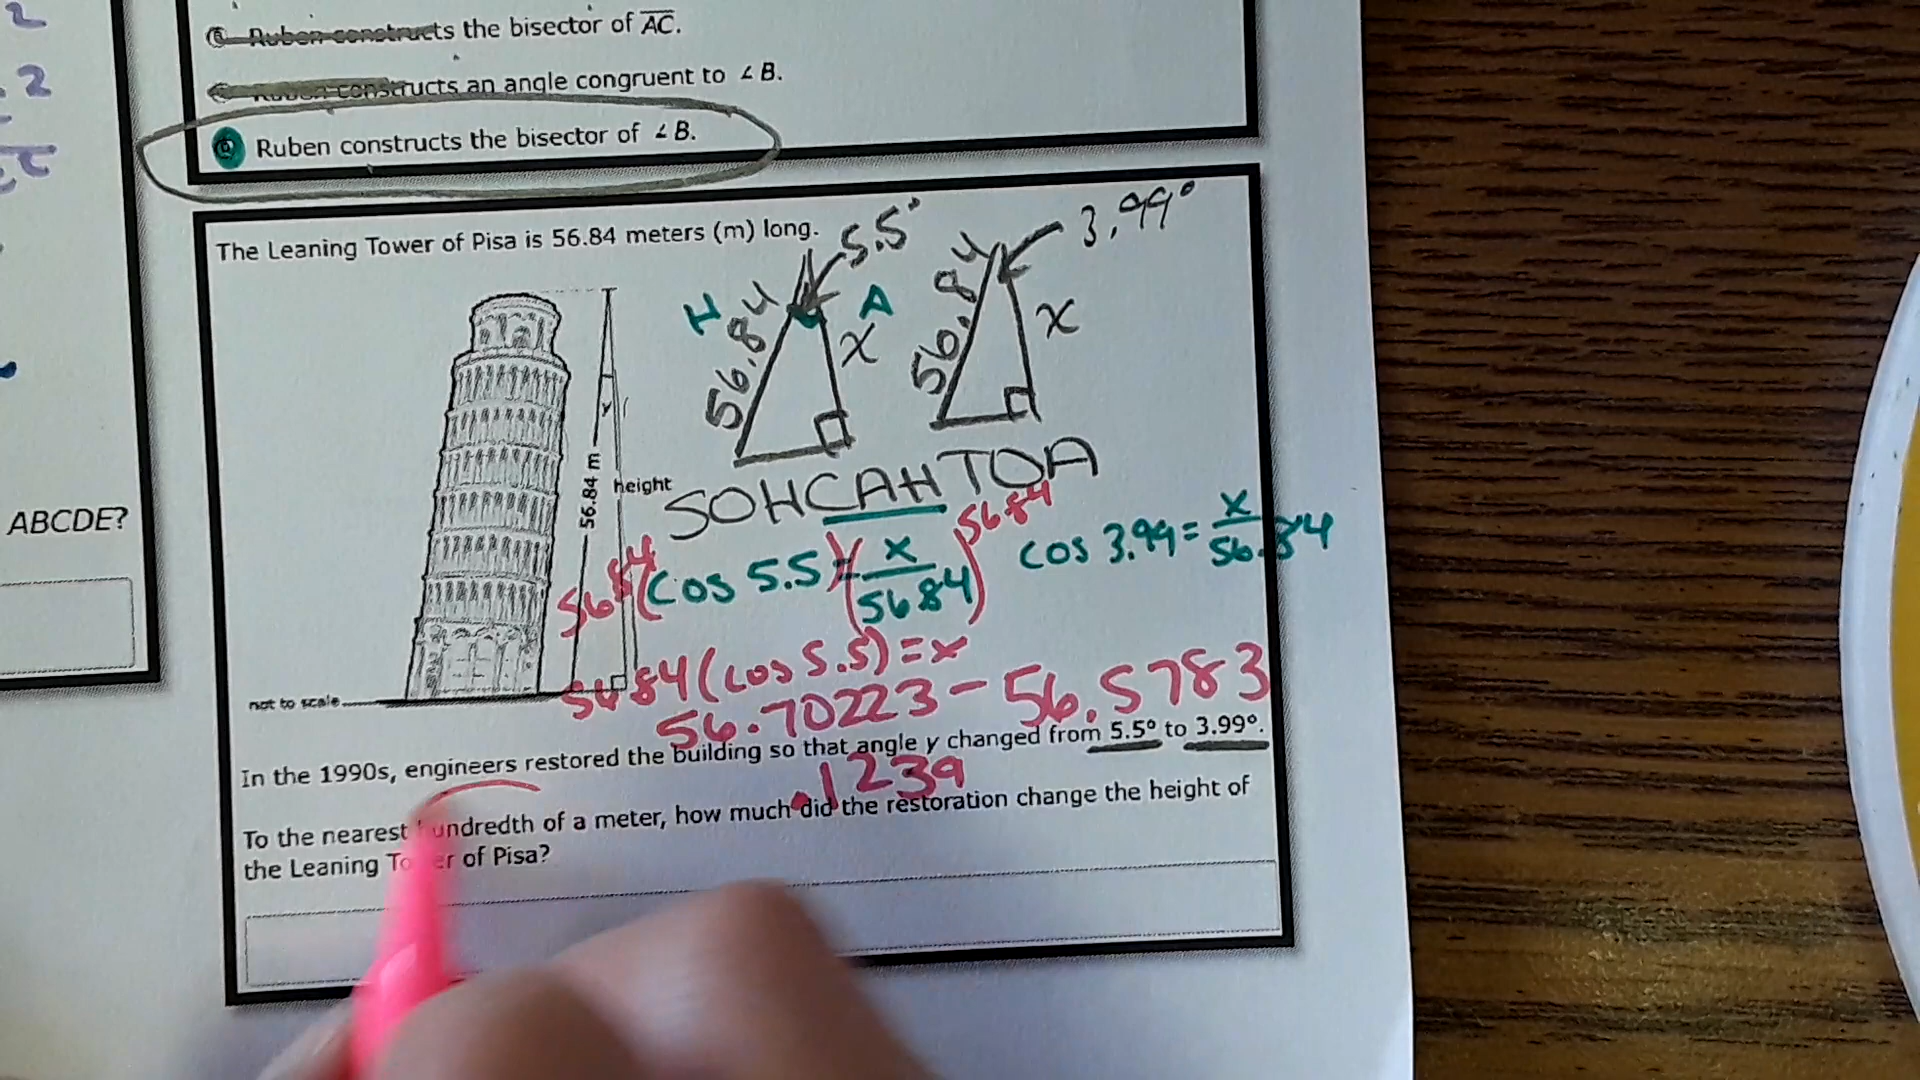 2
.2
ABCDE?
Ruben constructs the bisector of AC.
constructs an angle congruent to ∠B.
Ruben constructs the bisector of ∠B.
The Leaning Tower of Pisa is 56.84 meters (m) long.
5.5°
3.99°
H
56.84
A
x
56.84
x
y
56.84 m
height
SOHCAHTOA
56.84(cos 5.5)=(x/56.84)56.84
cos 3.99=x/56.84
56.84(cos 5.5)=x
56.70223-56.5783
not to scale
In the 1990s, engineers restored the building so that angle y changed from 5.5° to 3.99°.
.1239
To the nearest hundredth of a meter, how much did the restoration change the height of
the Leaning Tower of Pisa?